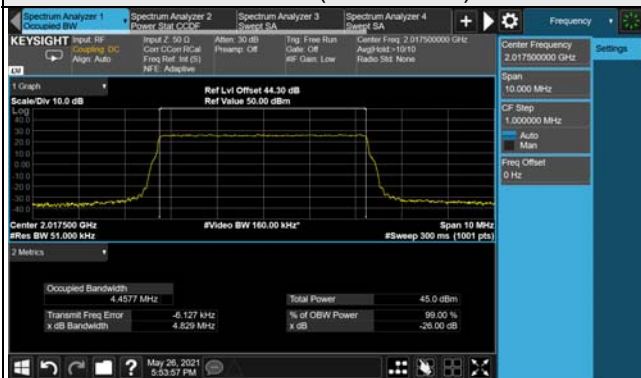 Spectrum Analyzer 1
Occupied BW
Spectrum Analyzer 2
Power Stat CCDF
Spectrum Analyzer 3
Swept SA
Spectrum Analyzer 4
Swept SA
Frequency
KEYSIGHT
Input: RF
Coupling: DC
Align: Auto
Input Z: 50 Ω
Corr CCorr RCal
Freq Ref: Int (S)
NFE: Adaptive
Atten: 30 dB
Preamp: Off
Trig: Free Run
Gate: Off
#IF Gain: Low
Center Freq: 2.017500000 GHz
Avg|Hold:>10/10
Radio Std: None
Center Frequency
2.017500000 GHz
Settings
Span
10.000 MHz
CF Step
1.000000 MHz
Auto
Man
Freq Offset
0 Hz
1 Graph
Scale/Div 10.0 dB
Ref Lvl Offset 44.30 dB
Ref Value 50.00 dBm
Log
40.0
30.0
20.0
10.0
0.00
-10.0
-20.0
-30.0
-40.0
Center 2.017500 GHz
#Res BW 51.000 kHz
#Video BW 160.00 kHz*
Span 10 MHz
#Sweep 300 ms (1001 pts)
2 Metrics
Occupied Bandwidth
4.4577 MHz
Total Power
45.0 dBm
Transmit Freq Error
-6.127 kHz
% of OBW Power
99.00 %
x dB Bandwidth
4.829 MHz
x dB
-26.00 dB
May 26, 2021
5:53:57 PM